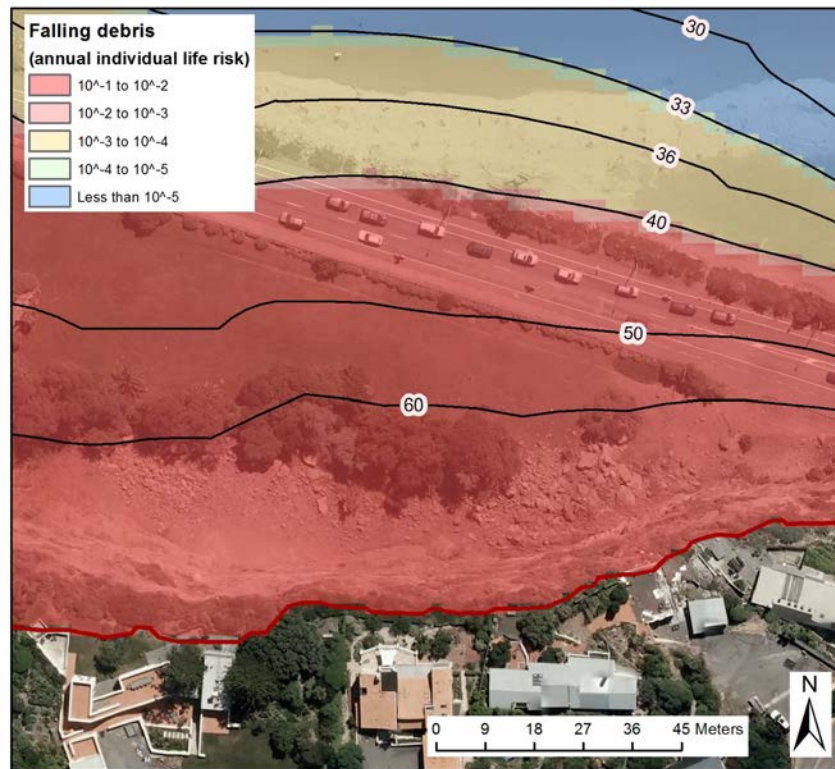 Falling debris
(annual individual life risk)
10^-1 to 10^-2
10^-2 to 10^-3
10^-3 to 10^-4
10^-4 to 10^-5
Less than 10^-5
30
33
36
40
50
60
N
0 9 18 27 36 45 Meters